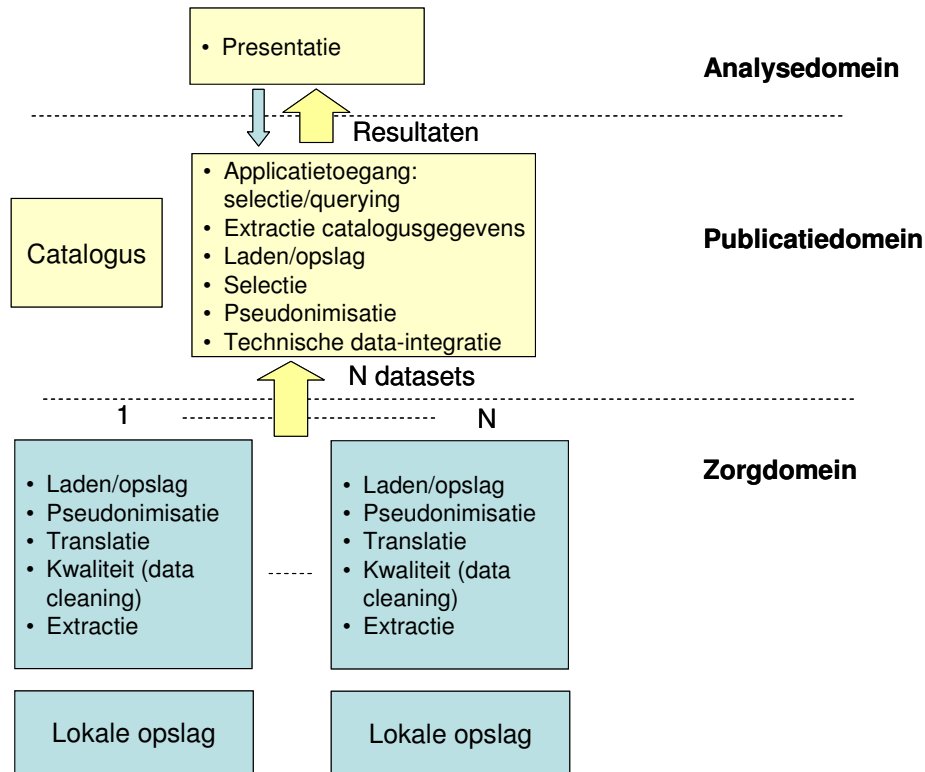 • Presentatie
Analysedomein
Resultaten
• Applicatietoegang:
selectie/querying
• Extractie catalogusgegevens
• Laden/opslag
• Selectie
• Pseudonimisatie
• Technische data-integratie
Catalogus
Publicatiedomein
N datasets
1
N
Zorgdomein
• Laden/opslag
• Pseudonimisatie
• Translatie
• Kwaliteit (data
cleaning)
• Extractie
• Laden/opslag
• Pseudonimisatie
• Translatie
• Kwaliteit (data
cleaning)
• Extractie
Lokale opslag
Lokale opslag